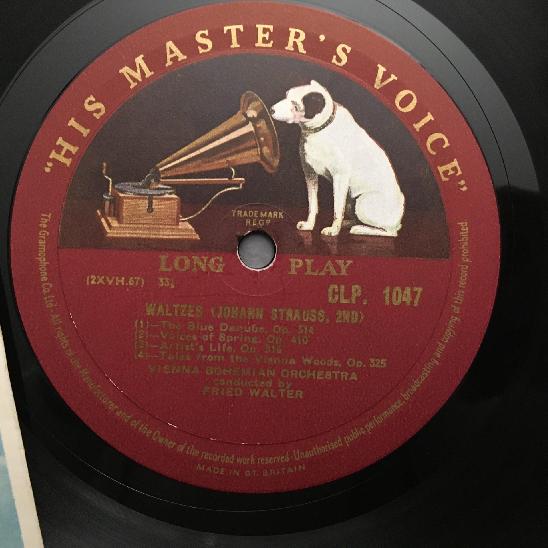 "HIS MASTER'S VOICE"
TRADEMARK
REGD
LONG PLAY
(2XVH.67) 33⅓
CLP. 1047
WALTZES (JOHANN STRAUSS, 2ND)
(1)—The Blue Danube, Op. 314
(2)—Voices of Spring, Op. 410
(3)—Artist's Life, Op. 316
(4)—Tales from the Vienna Woods, Op. 325
VIENNA BOHEMIAN ORCHESTRA
conducted by
FRIED WALTER
The Gramophone Co. Ltd. · All rights of the Manufacturer and of the Owner of the recorded work reserved · Unauthorised public performance, broadcasting and copying of this record prohibited
MADE IN GT. BRITAIN